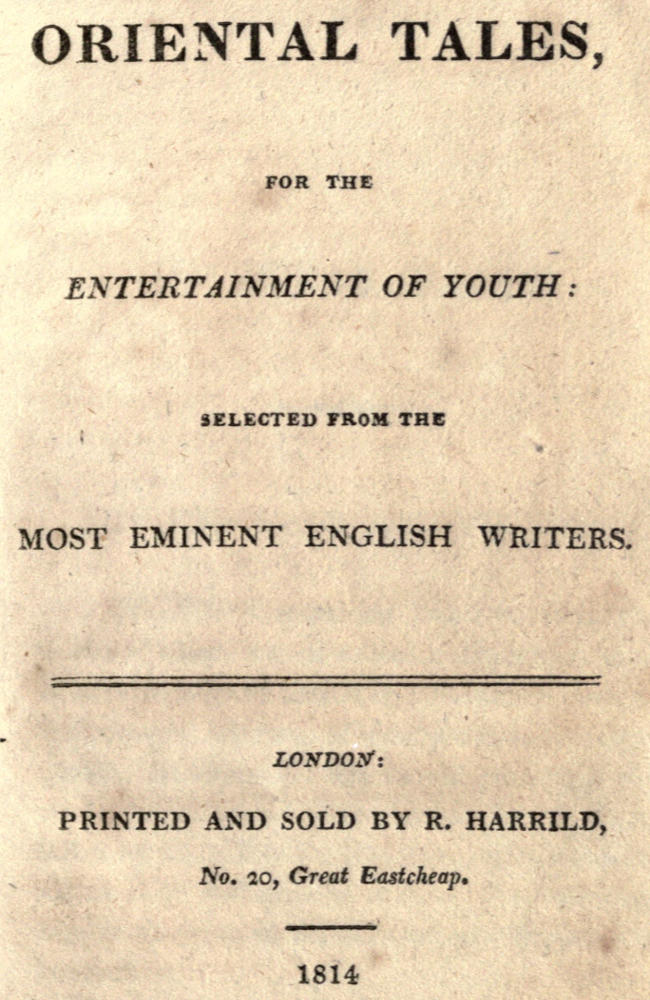 ORIENTAL TALES,
FOR THE
ENTERTAINMENT OF YOUTH:
SELECTED FROM THE
MOST EMINENT ENGLISH WRITERS.
LONDON:
PRINTED AND SOLD BY R. HARRILD,
No. 20, Great Eastcheap.
1814